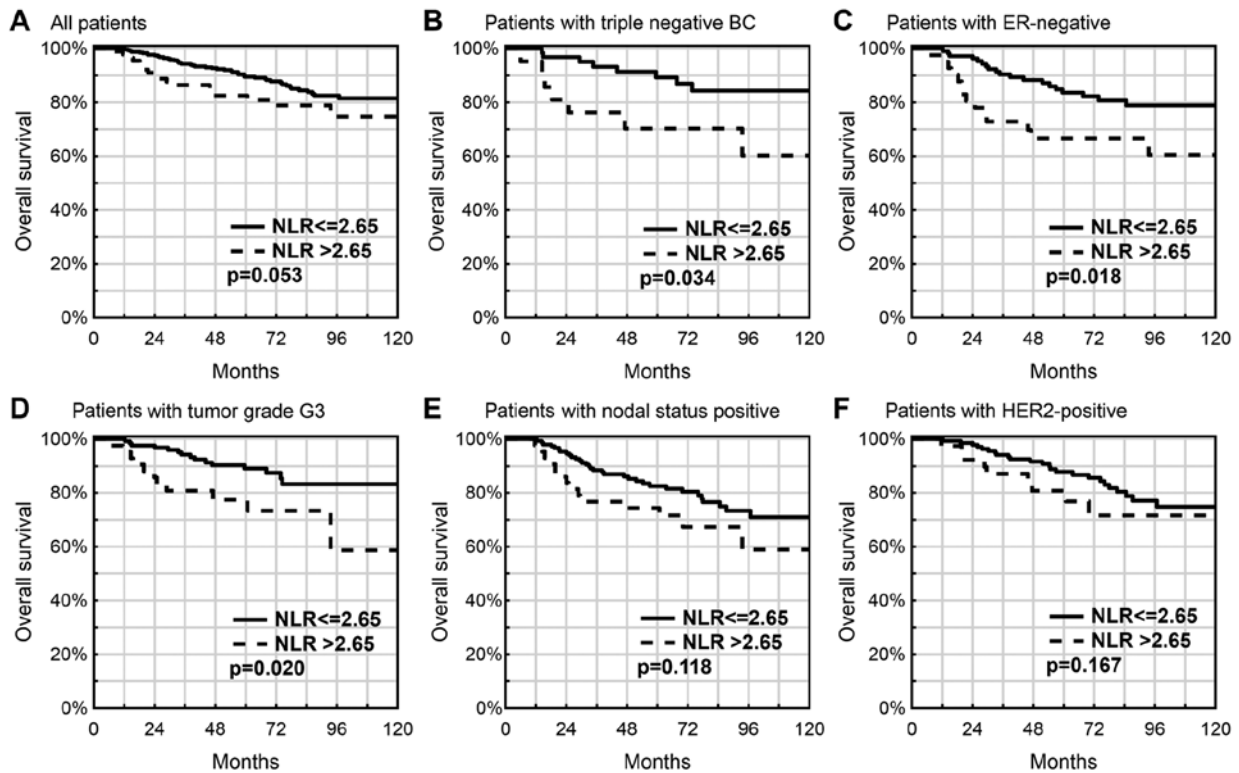 A All patients
Overall survival
100%
80%
60%
40%
20%
0%
NLR<=2.65
NLR >2.65
p=0.053
0 24 48 72 96 120
Months
B Patients with triple negative BC
Overall survival
100%
80%
60%
40%
20%
0%
NLR<=2.65
NLR >2.65
p=0.034
0 24 48 72 96 120
Months
C Patients with ER-negative
Overall survival
100%
80%
60%
40%
20%
0%
NLR<=2.65
NLR >2.65
p=0.018
0 24 48 72 96 120
Months
D Patients with tumor grade G3
Overall survival
100%
80%
60%
40%
20%
0%
NLR<=2.65
NLR >2.65
p=0.020
0 24 48 72 96 120
Months
E Patients with nodal status positive
Overall survival
100%
80%
60%
40%
20%
0%
NLR<=2.65
NLR >2.65
p=0.118
0 24 48 72 96 120
Months
F Patients with HER2-positive
Overall survival
100%
80%
60%
40%
20%
0%
NLR<=2.65
NLR >2.65
p=0.167
0 24 48 72 96 120
Months